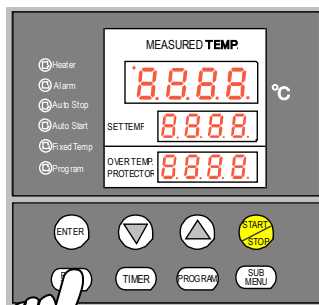 MEASURED TEMP.
8.8.8.8.
°C
Heater
Alarm
Auto Stop
Auto Start
Fixed Temp
Program
SET TEMP.
8.8.8.8.
OVER TEMP.
PROTECTOR
8.8.8.8.
ENTER
START
STOP
TIMER
PROGRAM
SUB
MENU